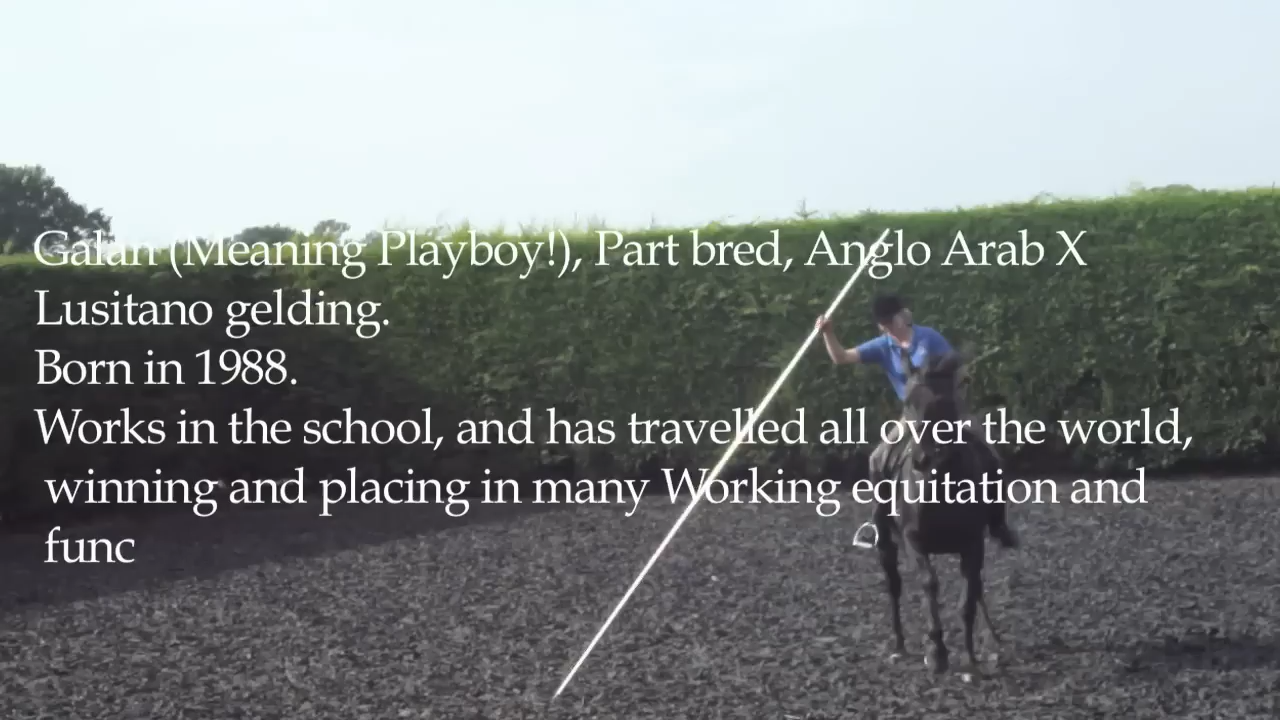 Galan (Meaning Playboy!), Part bred, Anglo Arab X
Lusitano gelding.
Born in 1988.
Works in the school, and has travelled all over the world,
winning and placing in many Working equitation and
func